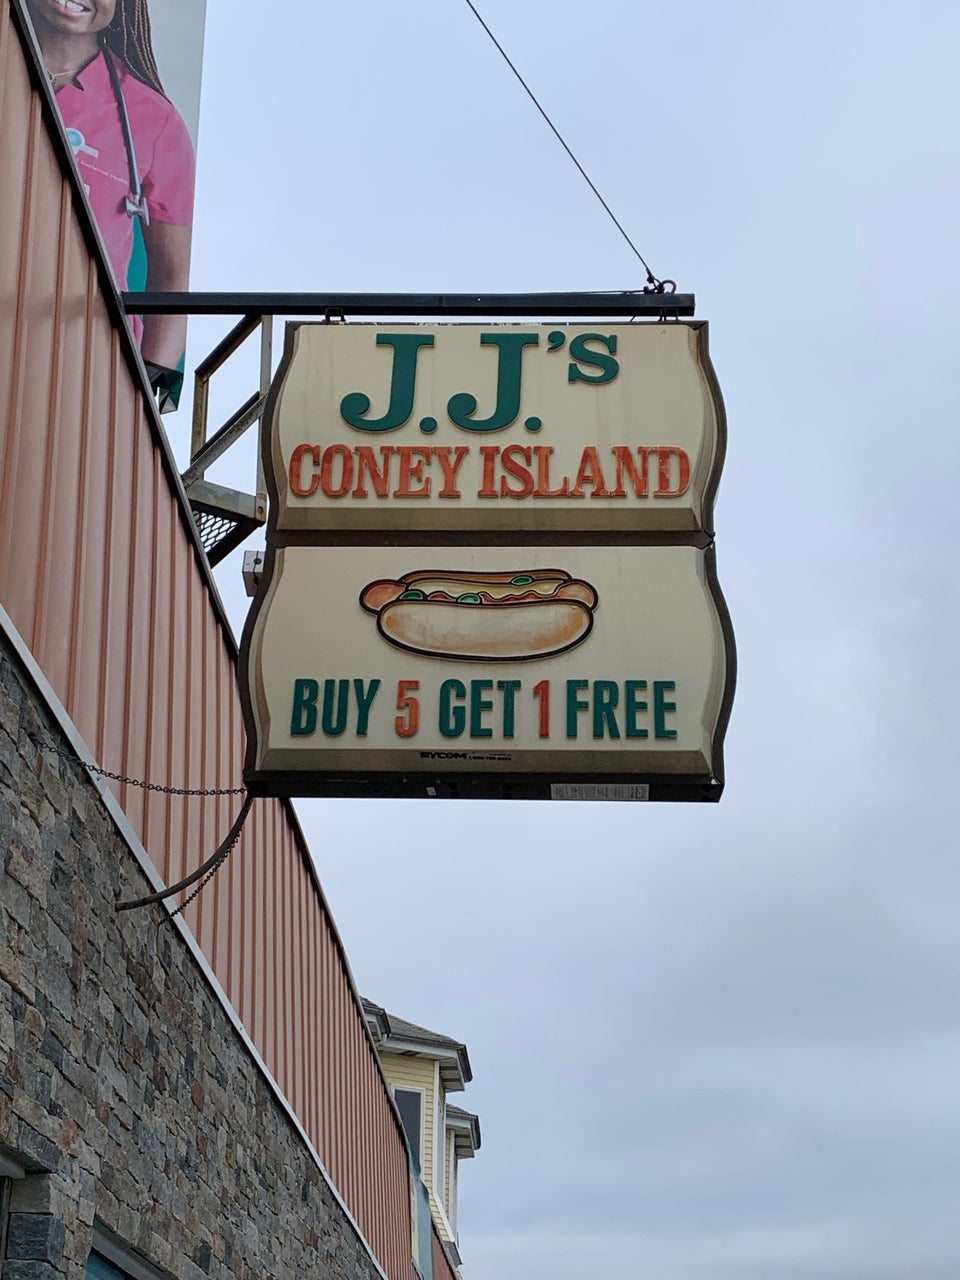 J.J.'s
CONEY ISLAND
BUY 5 GET 1 FREE